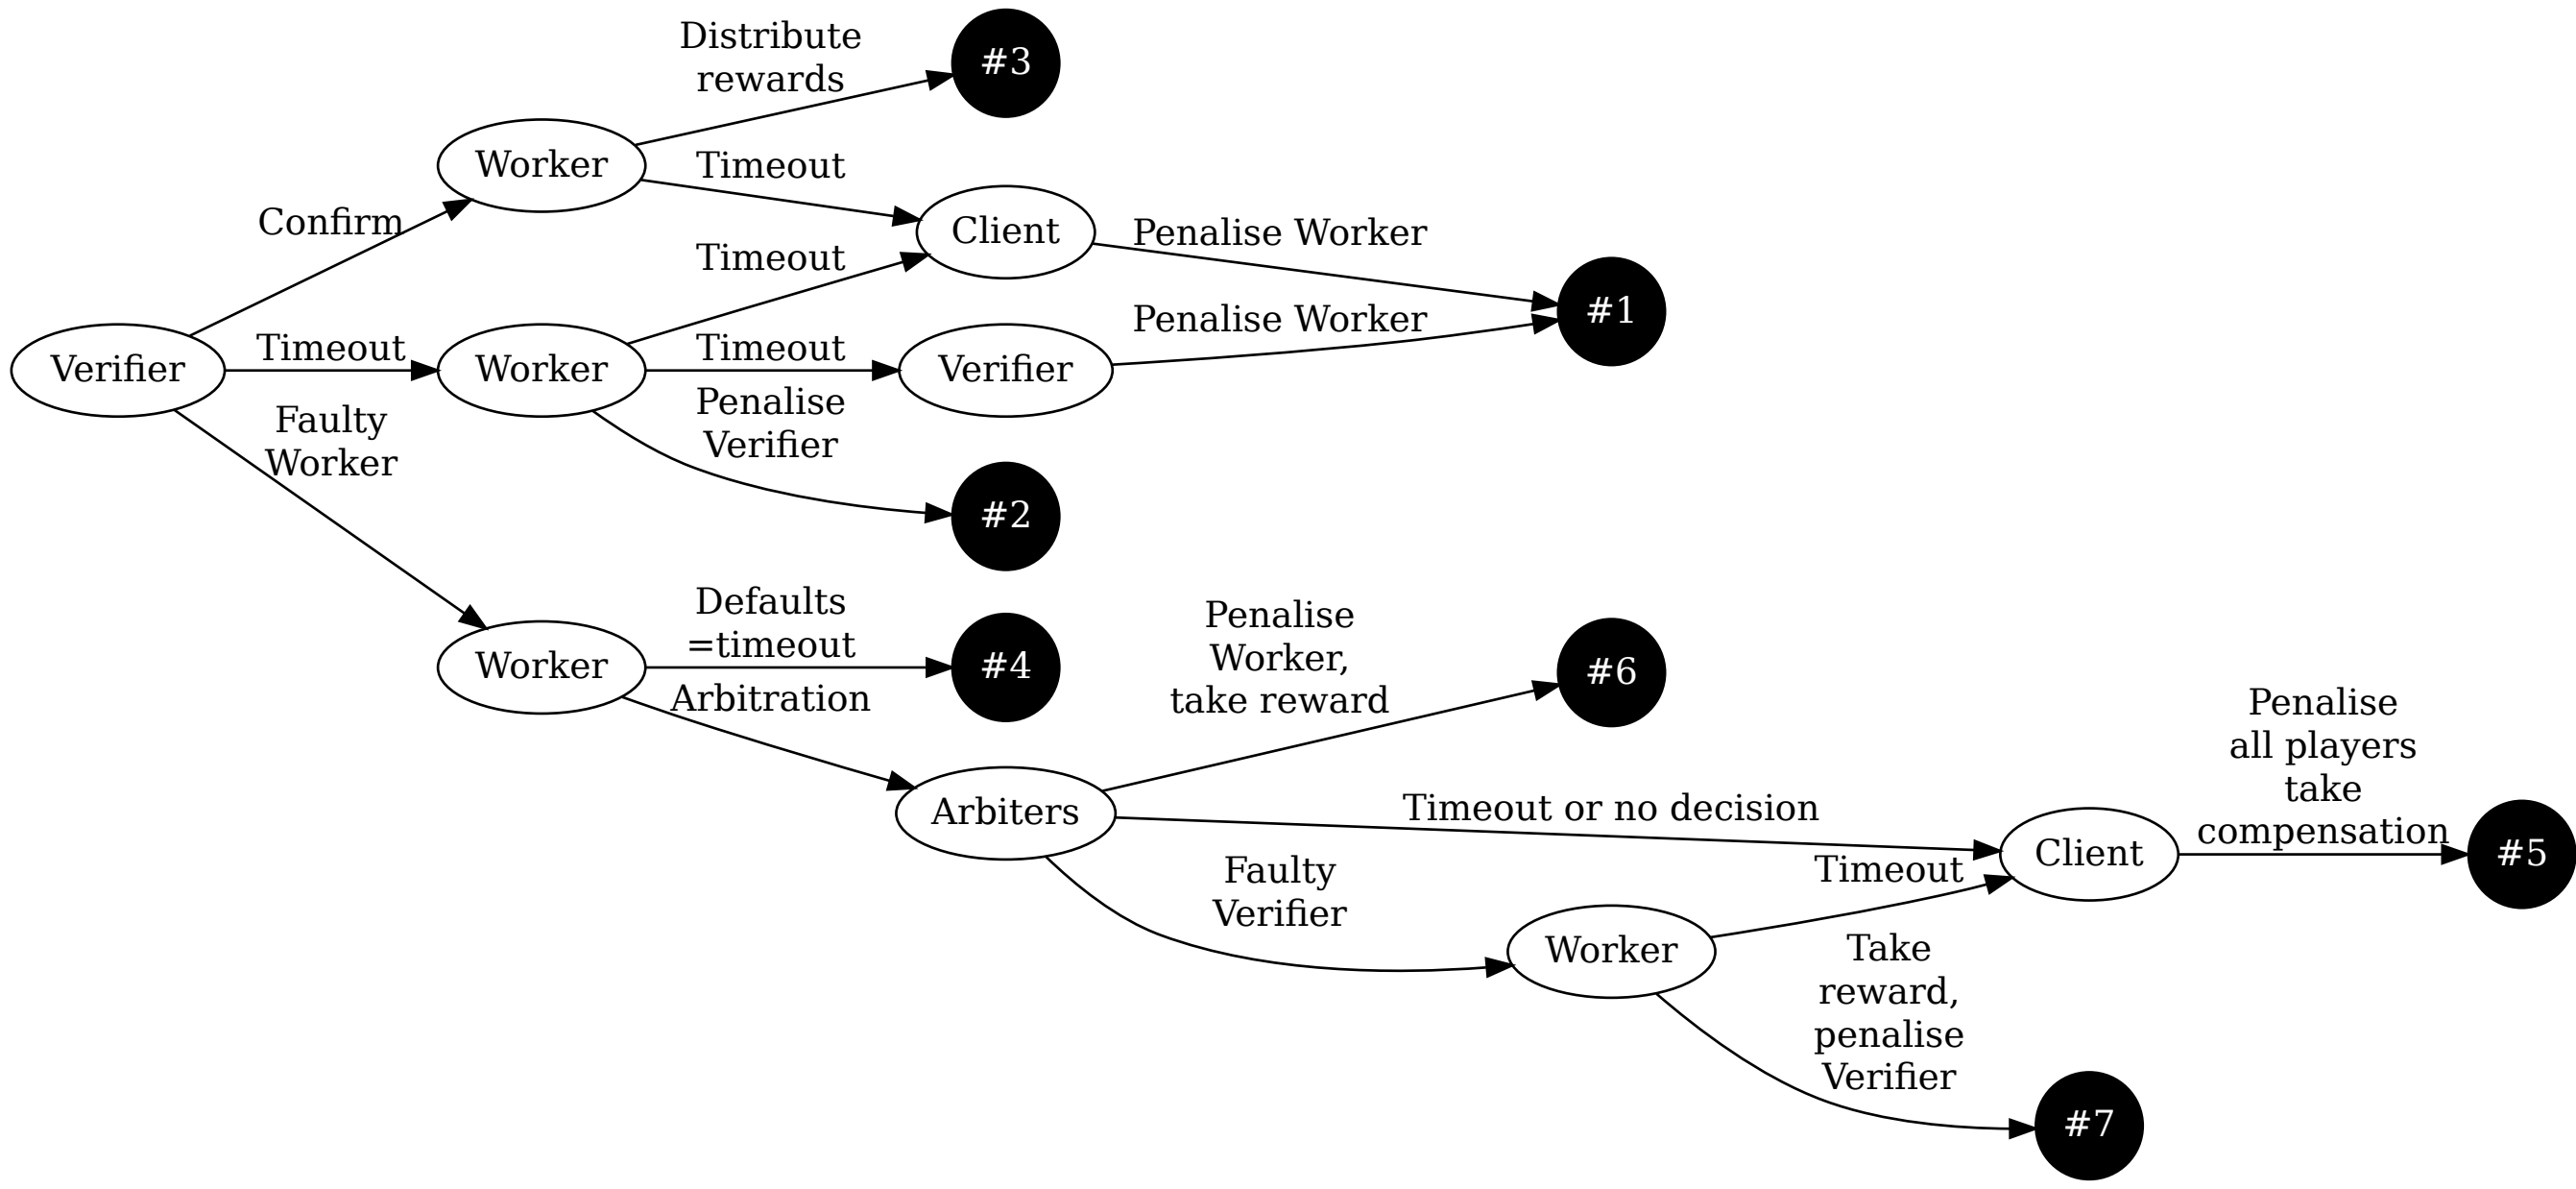 Distribute
rewards
#3
Worker
Timeout
Confirm
Client
Penalise Worker
Timeout
#1
Penalise Worker
Verifier
Timeout
Worker
Timeout
Verifier
Penalise
Verifier
#2
Faulty
Worker
Worker
Defaults
=timeout
#4
Arbitration
Penalise
Worker,
take reward
#6
Arbiters
Timeout or no decision
Client
Penalise
all players
take
compensation
#5
Faulty
Verifier
Worker
Timeout
Take
reward,
penalise
Verifier
#7